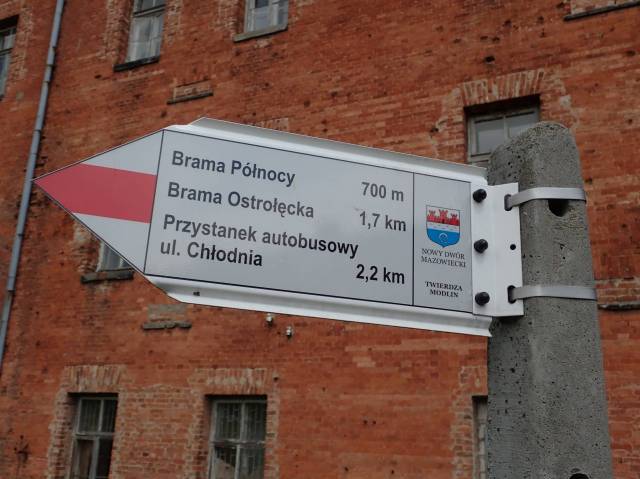 Brama Północy 700 m
Brama Ostrołęcka 1,7 km
Przystanek autobusowy
ul. Chłodnia 2,2 km
NOWY DWÓR
MAZOWIECKI
TWIERDZA
MODLIN